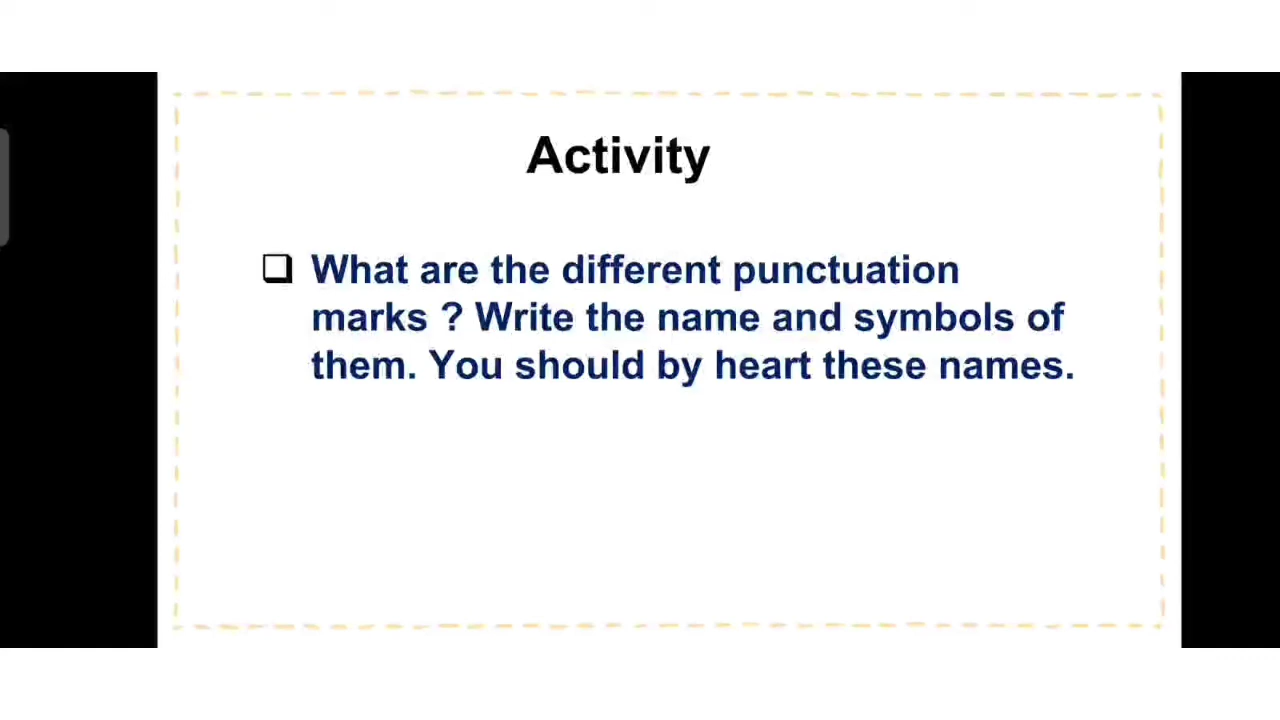 Activity
❑ What are the different punctuation
marks ? Write the name and symbols of
them. You should by heart these names.